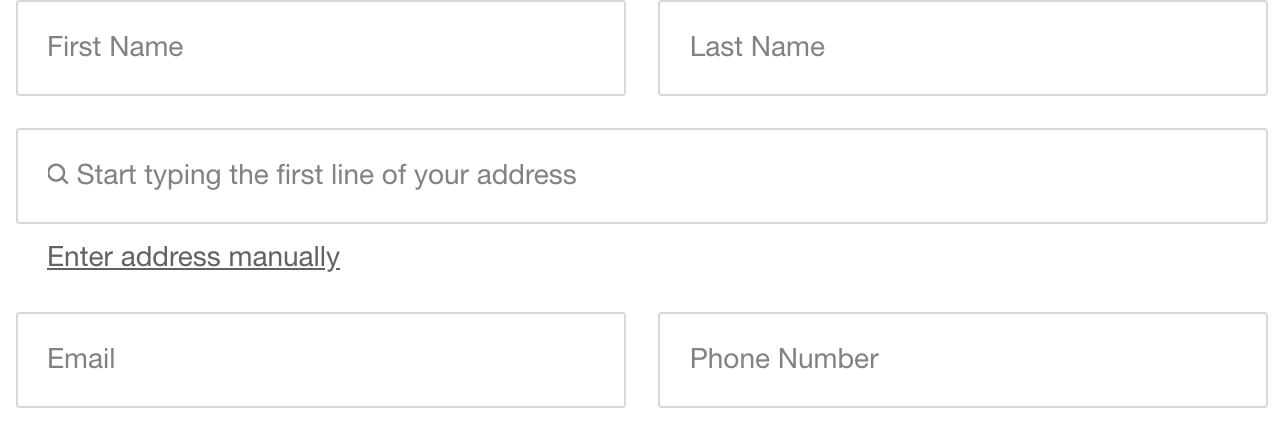 First Name
Last Name
Start typing the first line of your address
Enter address manually
Email
Phone Number